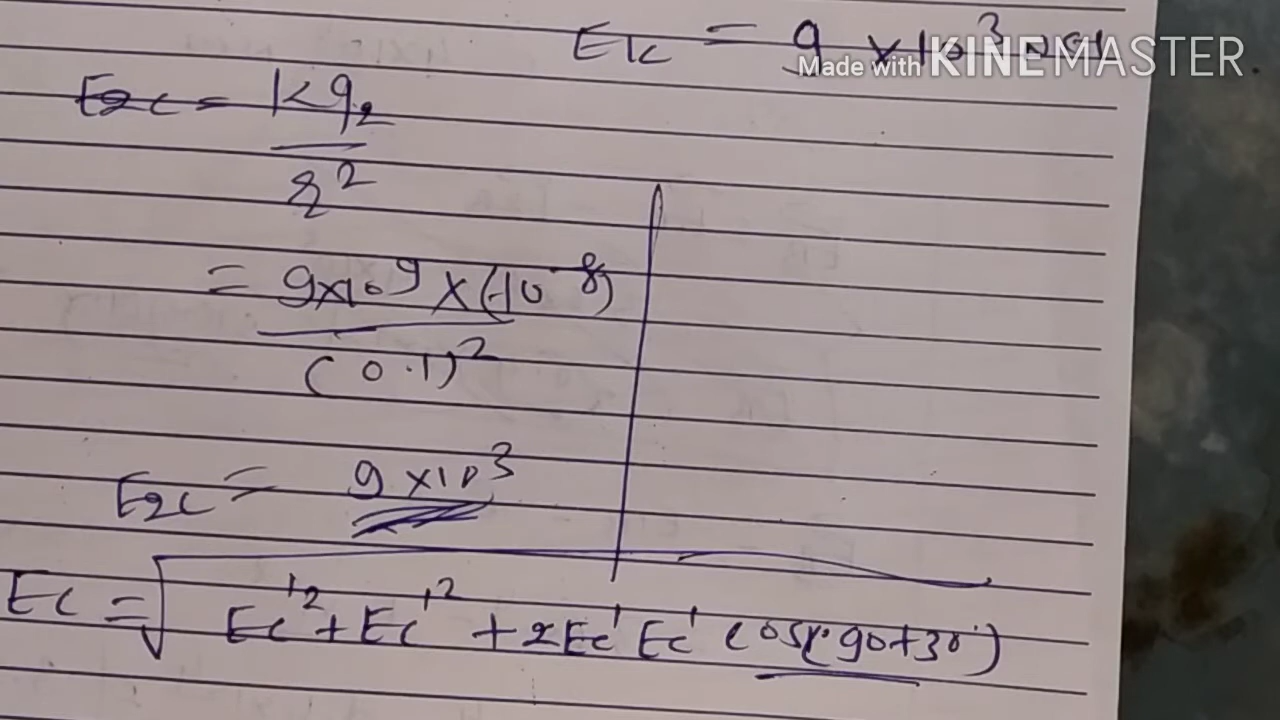 E1c = 9 × 10³
Made with KINEMASTER
E2c = kq₂
r²
= 9×10⁹ × (-10⁻⁸)
(0.1)²
E2c = 9 ×10³
Ec = √Ec'² + Ec'² + 2Ec' Ec' cos(90+30°)